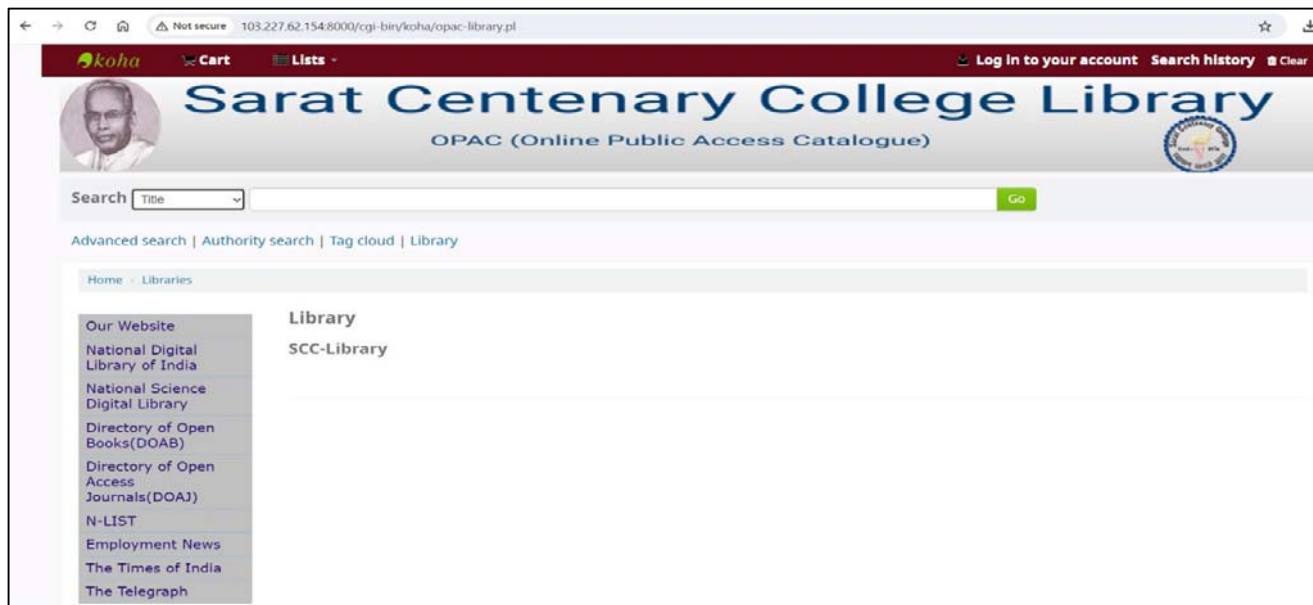 Not secure 103.227.62.154:8000/cgi-bin/koha/opac-library.pl
koha Cart Lists Log in to your account Search history Clear
Sarat Centenary College Library
OPAC (Online Public Access Catalogue)
Search Title Go
Advanced search | Authority search | Tag cloud | Library
Home Libraries
Our Website
National Digital
Library of India
National Science
Digital Library
Directory of Open
Books(DOAB)
Directory of Open
Access
Journals(DOAJ)
N-LIST
Employment News
The Times of India
The Telegraph
Library
SCC-Library